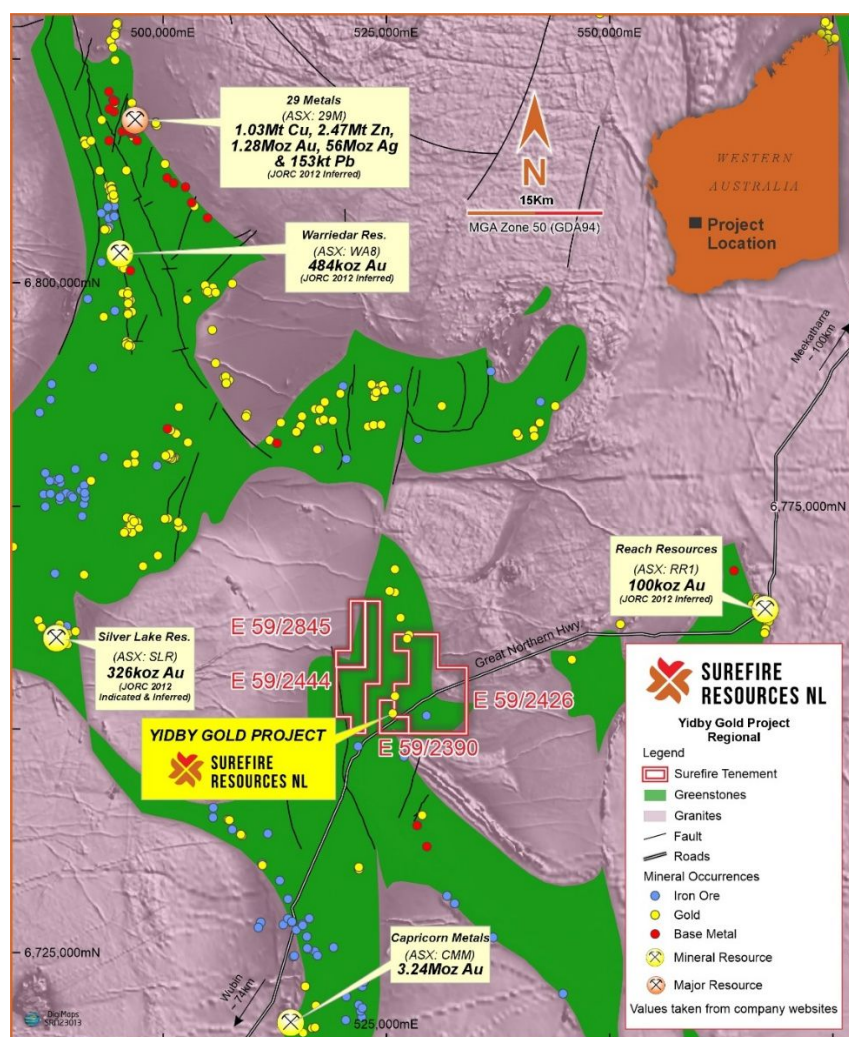 500,000mE
525,000mE
550,000mE
29 Metals
(ASX: 29M)
1.03Mt Cu, 2.47Mt Zn,
1.28Moz Au, 56Moz Ag
& 153kt Pb
(JORC 2012 Inferred)
N
15Km
MGA Zone 50 (GDA94)
WESTERN
AUSTRALIA
Project
Location
Warriedar Res.
(ASX: WA8)
484koz Au
(JORC 2012 Inferred)
6,800,000mN
Meekatharra
~ 100km
6,775,000mN
Reach Resources
(ASX: RR1)
100koz Au
(JORC 2012 Inferred)
Silver Lake Res.
(ASX: SLR)
326koz Au
(JORC 2012
Indicated & Inferred)
E 59/2845
E 59/2444
Great Northern Hwy.
E 59/2426
E 59/2390
YIDBY GOLD PROJECT
SUREFIRE
RESOURCES NL
Capricorn Metals
(ASX: CMM)
3.24Moz Au
6,725,000mN
Wubin
~ 74km
525,000mE
DigMaps
SRD23013
SUREFIRE
RESOURCES NL
Yidby Gold Project
Regional
Legend
Surefire Tenement
Greenstones
Granites
Fault
Roads
Mineral Occurrences
Iron Ore
Gold
Base Metal
Mineral Resource
Major Resource
Values taken from company websites